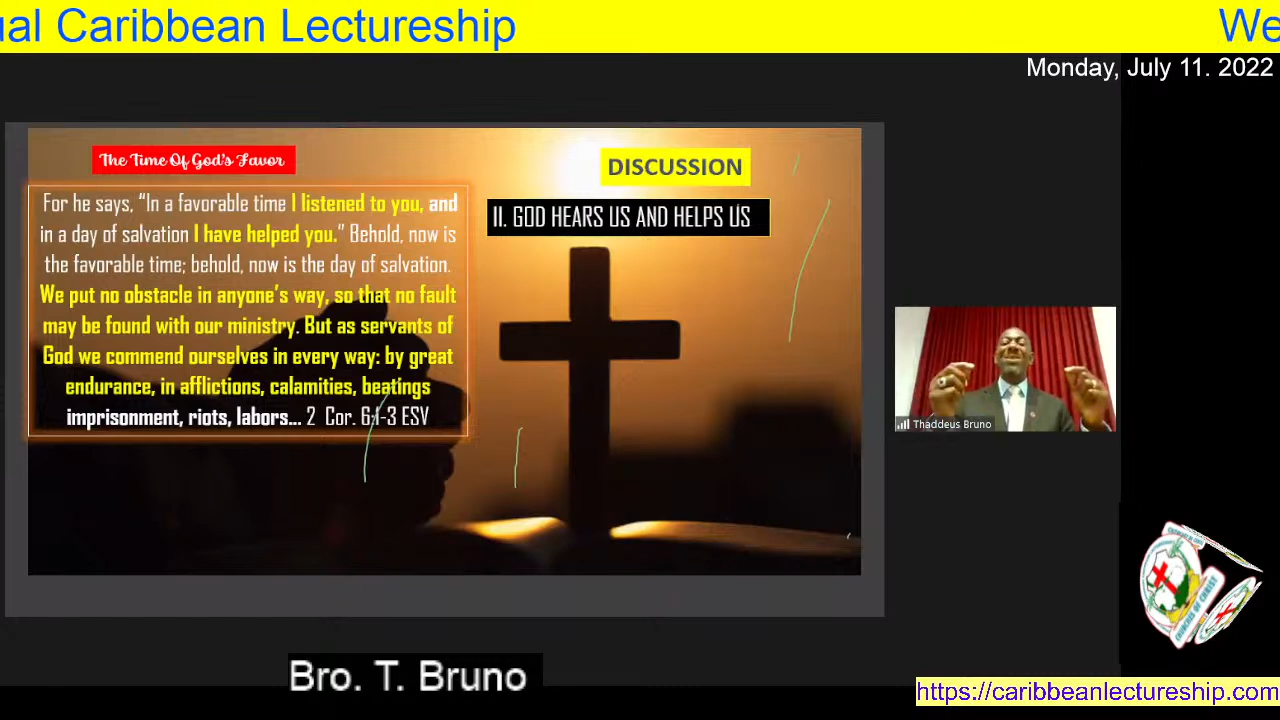 ual Caribbean Lectureship
We
Monday, July 11. 2022
The Time Of God's Favor
For he says, “In a favorable time I listened to you, and
in a day of salvation I have helped you.” Behold, now is
the favorable time; behold, now is the day of salvation.
We put no obstacle in anyone’s way, so that no fault
may be found with our ministry. But as servants of
God we commend ourselves in every way: by great
endurance, in afflictions, calamities, beatings
imprisonment, riots, labors... 2 Cor. 6:1-3 ESV
DISCUSSION
II. GOD HEARS US AND HELPS US
Thaddeus Bruno
CHURCHES OF CHRIST
Bro. T. Bruno
https://caribbeanlectureship.com